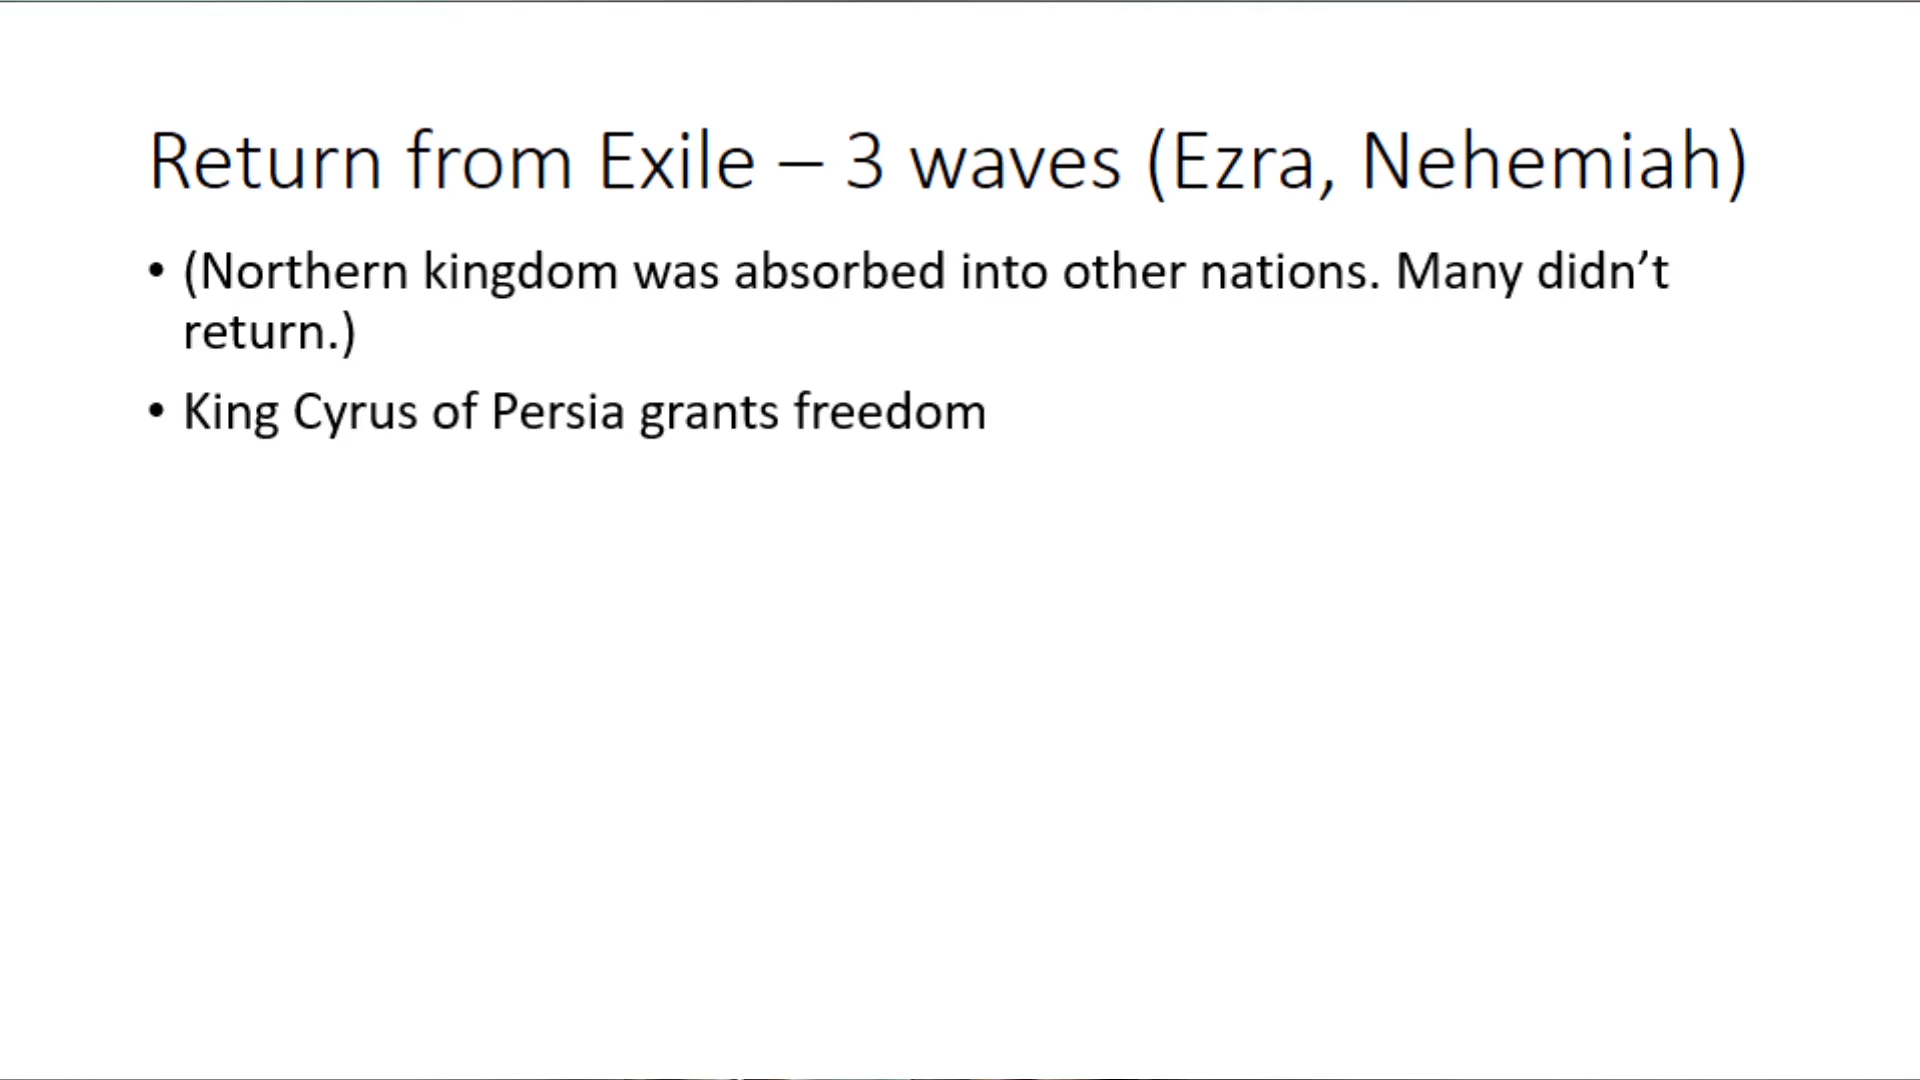 Return from Exile – 3 waves (Ezra, Nehemiah)
• (Northern kingdom was absorbed into other nations. Many didn’t
return.)
• King Cyrus of Persia grants freedom